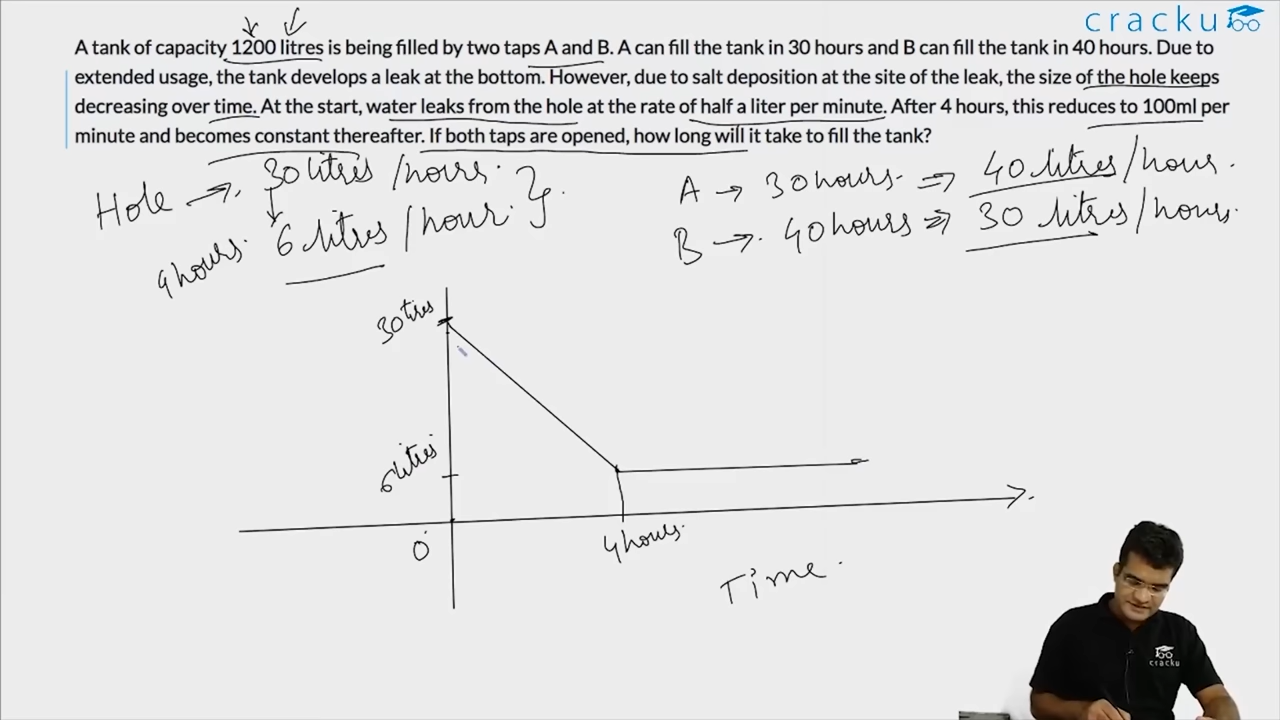 cracku
A tank of capacity 1200 litres is being filled by two taps A and B. A can fill the tank in 30 hours and B can fill the tank in 40 hours. Due to
extended usage, the tank develops a leak at the bottom. However, due to salt deposition at the site of the leak, the size of the hole keeps
decreasing over time. At the start, water leaks from the hole at the rate of half a liter per minute. After 4 hours, this reduces to 100ml per
minute and becomes constant thereafter. If both taps are opened, how long will it take to fill the tank?
Hole → 30 litres / hours.
4 hours. 6 litres / hour.
A → 30 hours. ⇒ 40 litres / hour.
B → 40 hours ⇒ 30 litres / hours.
30 litres
6 litres
0
4 hours.
Time.
cracku